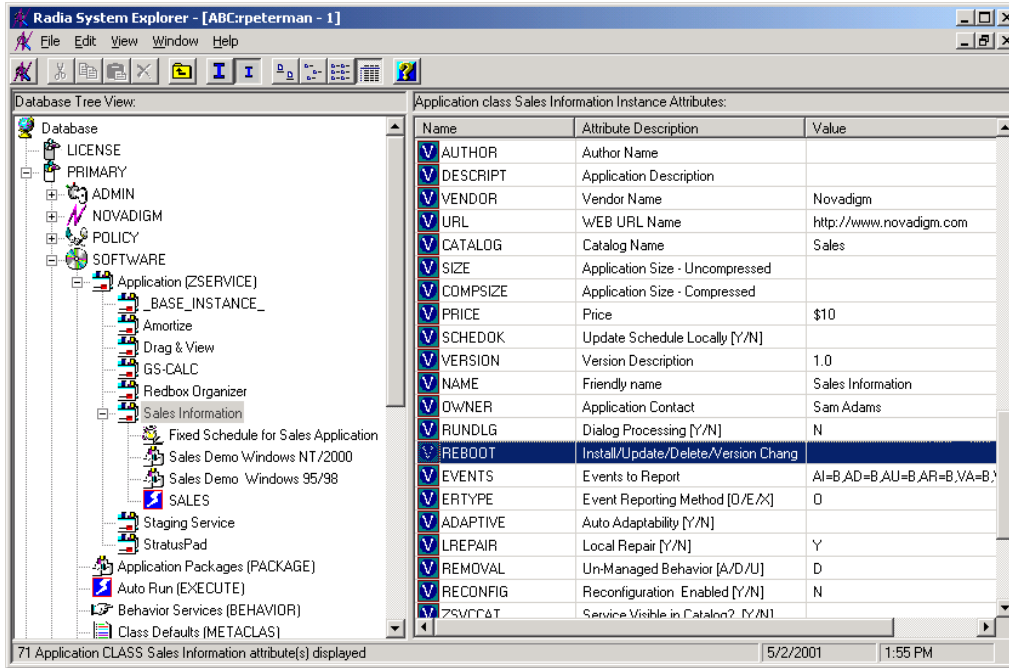 Radia System Explorer - [ABC:rpeterman - 1]
File Edit View Window Help
Database Tree View:
Database
LICENSE
PRIMARY
ADMIN
NOVADIGM
POLICY
SOFTWARE
Application (ZSERVICE)
_BASE_INSTANCE_
Amortize
Drag & View
GS-CALC
Redbox Organizer
Sales Information
Fixed Schedule for Sales Application
Sales Demo Windows NT/2000
Sales Demo Windows 95/98
SALES
Staging Service
StratusPad
Application Packages (PACKAGE)
Auto Run (EXECUTE)
Behavior Services (BEHAVIOR)
Class Defaults (METACLAS)
Application class Sales Information Instance Attributes:
Name Attribute Description Value
V AUTHOR Author Name
V DESCRIPT Application Description
V VENDOR Vendor Name Novadigm
V URL WEB URL Name http://www.novadigm.com
V CATALOG Catalog Name Sales
V SIZE Application Size - Uncompressed
V COMPSIZE Application Size - Compressed
V PRICE Price $10
V SCHEDOK Update Schedule Locally [Y/N]
V VERSION Version Description 1.0
V NAME Friendly name Sales Information
V OWNER Application Contact Sam Adams
V RUNDLG Dialog Processing [Y/N] N
V REBOOT Install/Update/Delete/Version Chang
V EVENTS Events to Report AI=B,AD=B,AU=B,AR=B,VA=B,
V ERTYPE Event Reporting Method [O/E/X] O
V ADAPTIVE Auto Adaptability [Y/N]
V LREPAIR Local Repair [Y/N] Y
V REMOVAL Un-Managed Behavior [A/D/U] D
V RECONFIG Reconfiguration Enabled [Y/N] N
V ZSVCCAT Service Visible in Catalog? [Y/N]
71 Application CLASS Sales Information attribute(s) displayed 5/2/2001 1:55 PM